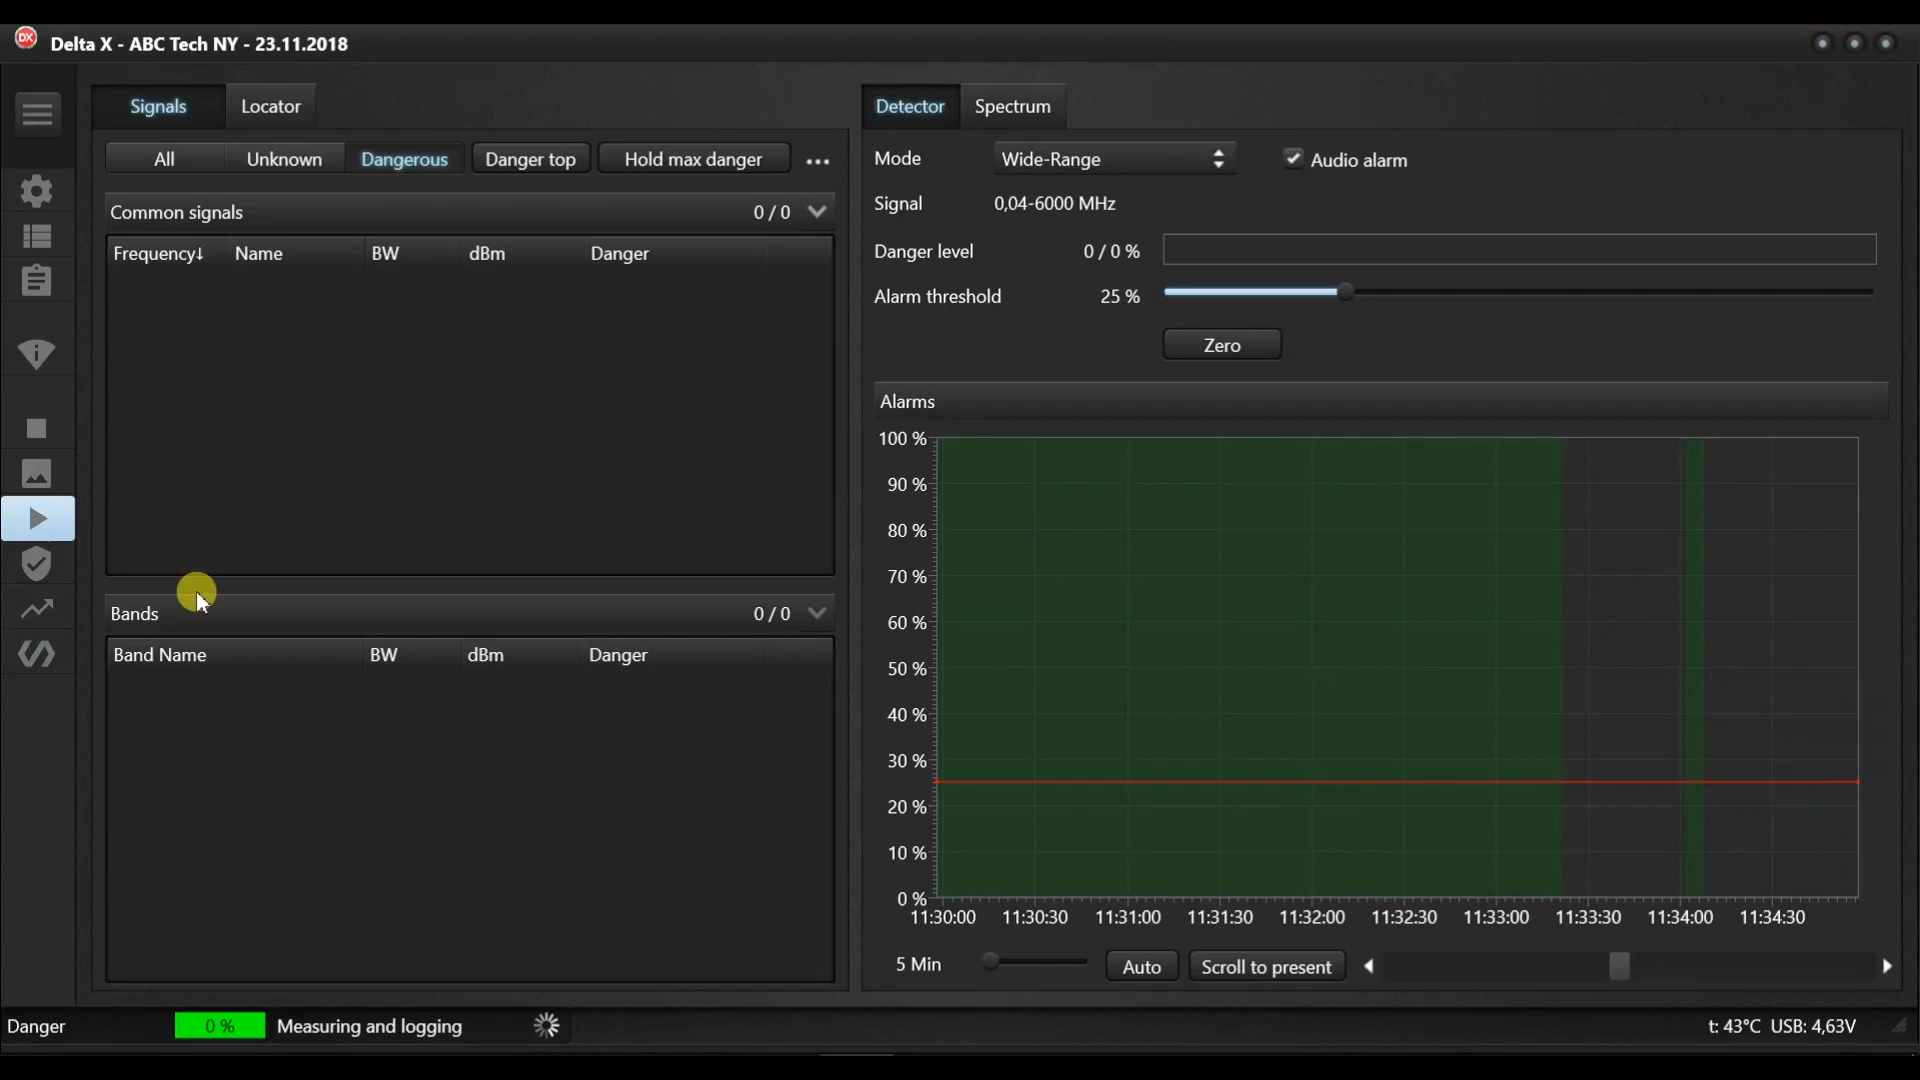 DX Delta X - ABC Tech NY - 23.11.2018
Signals Locator
All Unknown Dangerous Danger top Hold max danger ...
Common signals 0 / 0
Frequency↓ Name BW dBm Danger
Bands 0 / 0
Band Name BW dBm Danger
Detector Spectrum
Mode Wide-Range Audio alarm
Signal 0,04-6000 MHz
Danger level 0 / 0 %
Alarm threshold 25 %
Zero
Alarms
100 %
90 %
80 %
70 %
60 %
50 %
40 %
30 %
20 %
10 %
0 %
11:30:00 11:30:30 11:31:00 11:31:30 11:32:00 11:32:30 11:33:00 11:33:30 11:34:00 11:34:30
5 Min Auto Scroll to present
Danger 0 % Measuring and logging t: 43°C USB: 4,63V